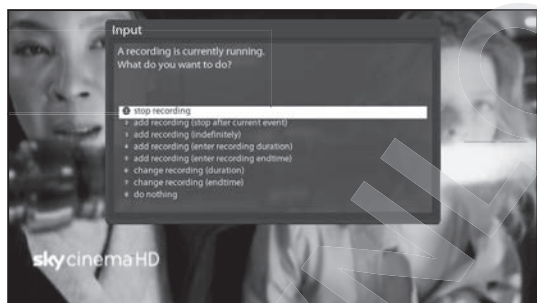 Input
A recording is currently running.
What do you want to do?
stop recording
add recording (stop after current event)
add recording (indefinitely)
add recording (enter recording duration)
add recording (enter recording endtime)
change recording (duration)
change recording (endtime)
do nothing
sky cinema HD